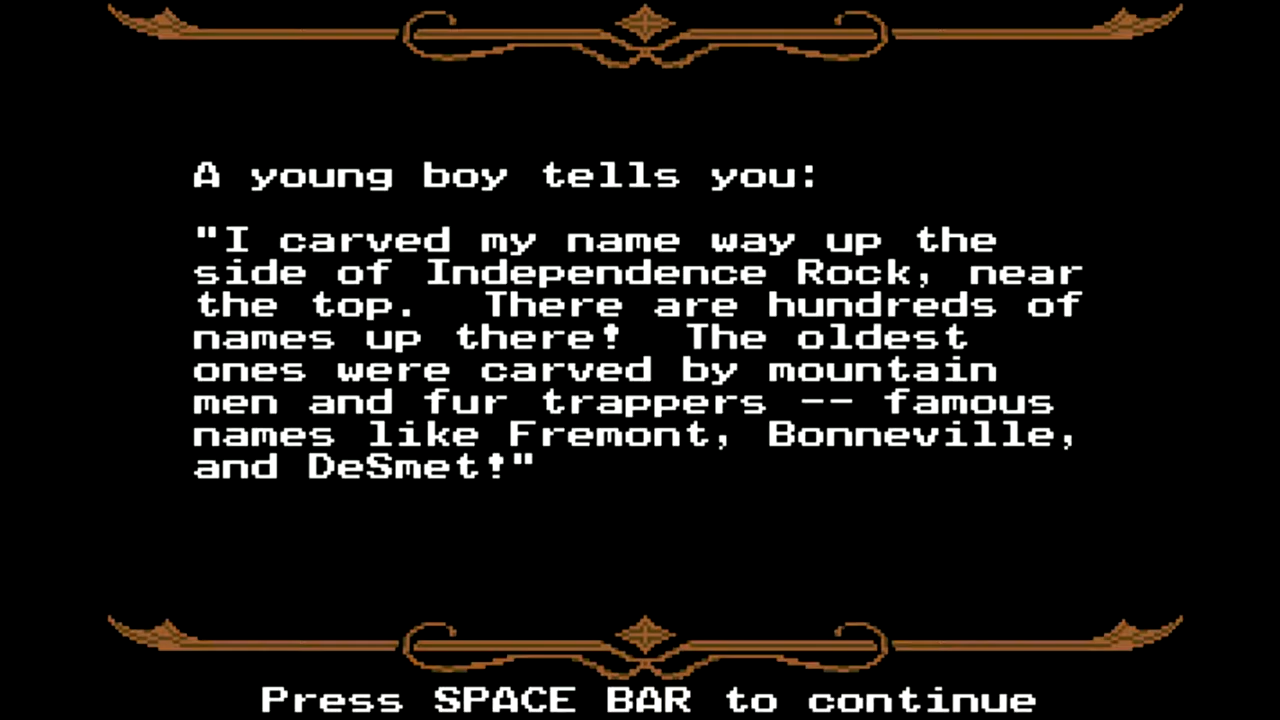 A young boy tells you:
"I carved my name way up the
side of Independence Rock, near
the top.  There are hundreds of
names up there!  The oldest
ones were carved by mountain
men and fur trappers -- famous
names like Fremont, Bonneville,
and DeSmet!"
Press SPACE BAR to continue